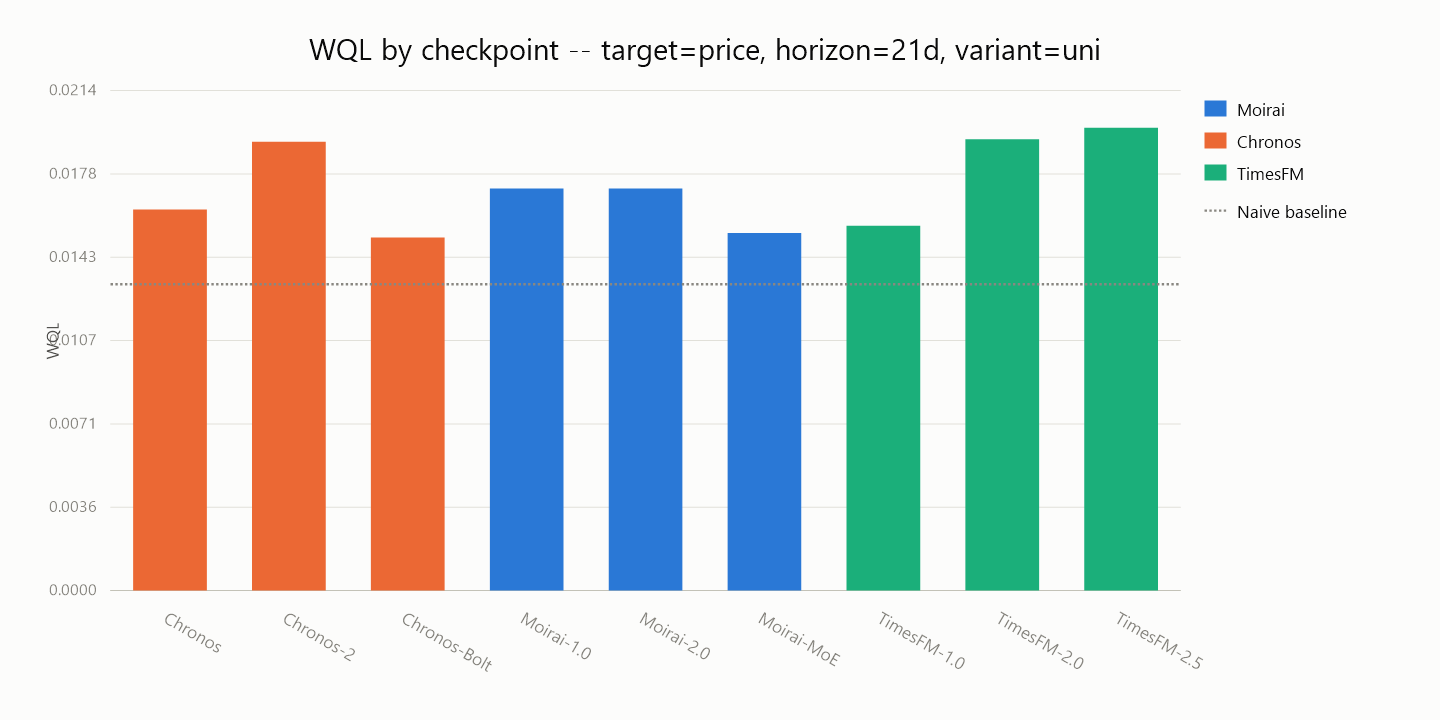 WQL by checkpoint -- target=price, horizon=21d, variant=uni
0.0214
0.0178
0.0143
0.0107
0.0071
0.0036
0.0000
WQL
Chronos
Chronos-2
Chronos-Bolt
Moirai-1.0
Moirai-2.0
Moirai-MoE
TimesFM-1.0
TimesFM-2.0
TimesFM-2.5
Moirai
Chronos
TimesFM
Naive baseline